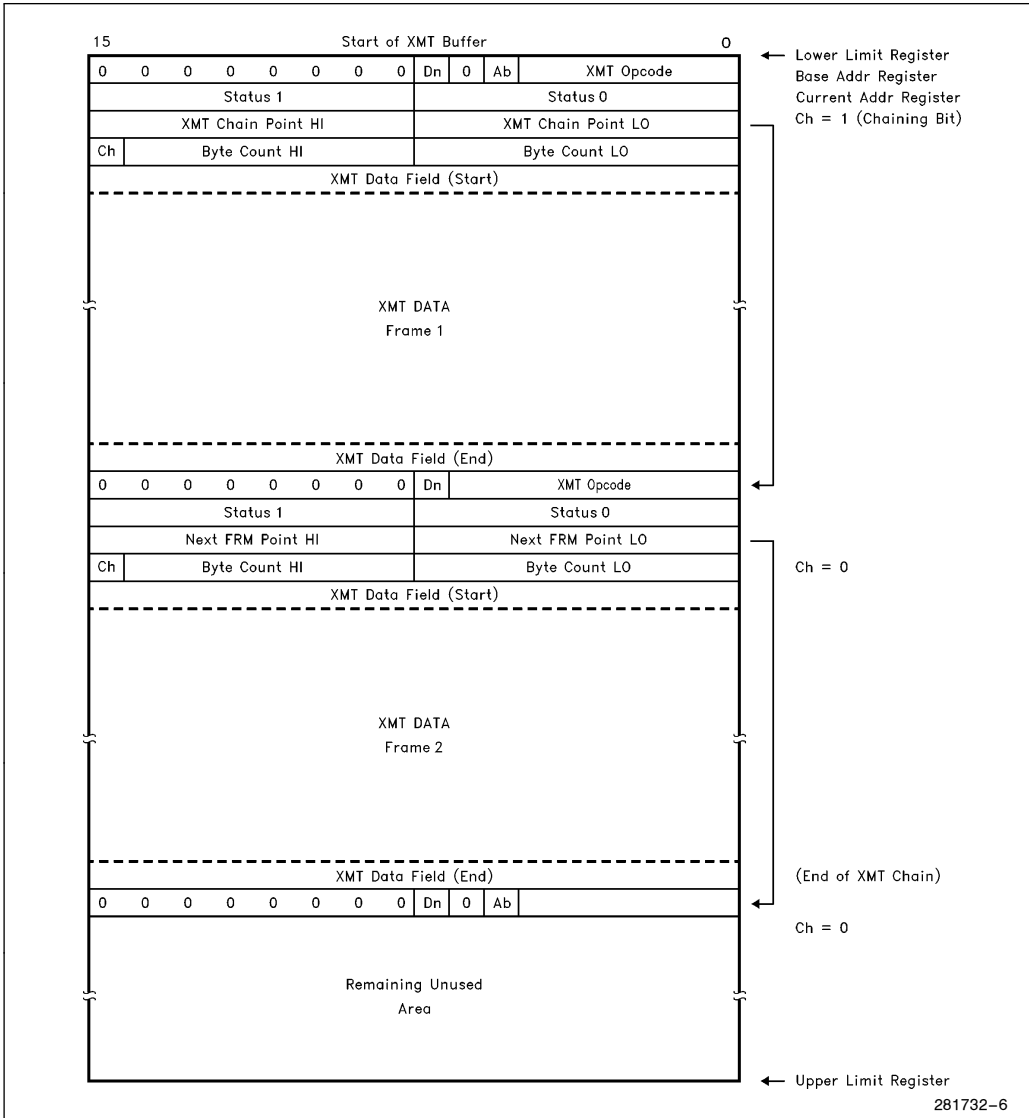 15 Start of XMT Buffer 0
Lower Limit Register
0 0 0 0 0 0 0 0 Dn 0 Ab XMT Opcode
Base Addr Register
Status 1 Status 0
Current Addr Register
XMT Chain Point HI XMT Chain Point LO
Ch = 1 (Chaining Bit)
Ch Byte Count HI Byte Count LO
XMT Data Field (Start)
XMT DATA
Frame 1
XMT Data Field (End)
0 0 0 0 0 0 0 0 Dn XMT Opcode
Status 1 Status 0
Next FRM Point HI Next FRM Point LO
Ch Byte Count HI Byte Count LO Ch = 0
XMT Data Field (Start)
XMT DATA
Frame 2
XMT Data Field (End) (End of XMT Chain)
0 0 0 0 0 0 0 0 Dn 0 Ab
Ch = 0
Remaining Unused
Area
Upper Limit Register
281732-6